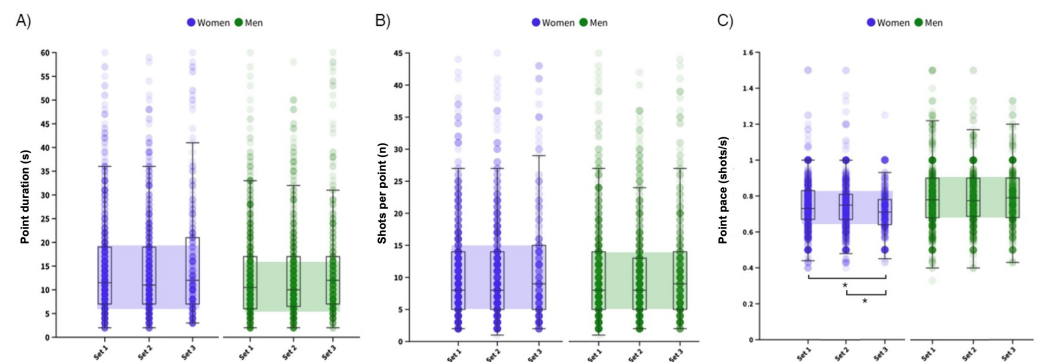 A)
Women Men
Point duration (s)
60
55
50
45
40
35
30
25
20
15
10
5
0
Set 1 Set 2 Set 3 Set 1 Set 2 Set 3
B)
Women Men
Shots per point (n)
45
40
35
30
25
20
15
10
5
0
Set 1 Set 2 Set 3 Set 1 Set 2 Set 3
C)
Women Men
Point pace (shots/s)
1.6
1.4
1.2
1
0.8
0.6
0.4
0.2
0
*
*
Set 1 Set 2 Set 3 Set 1 Set 2 Set 3